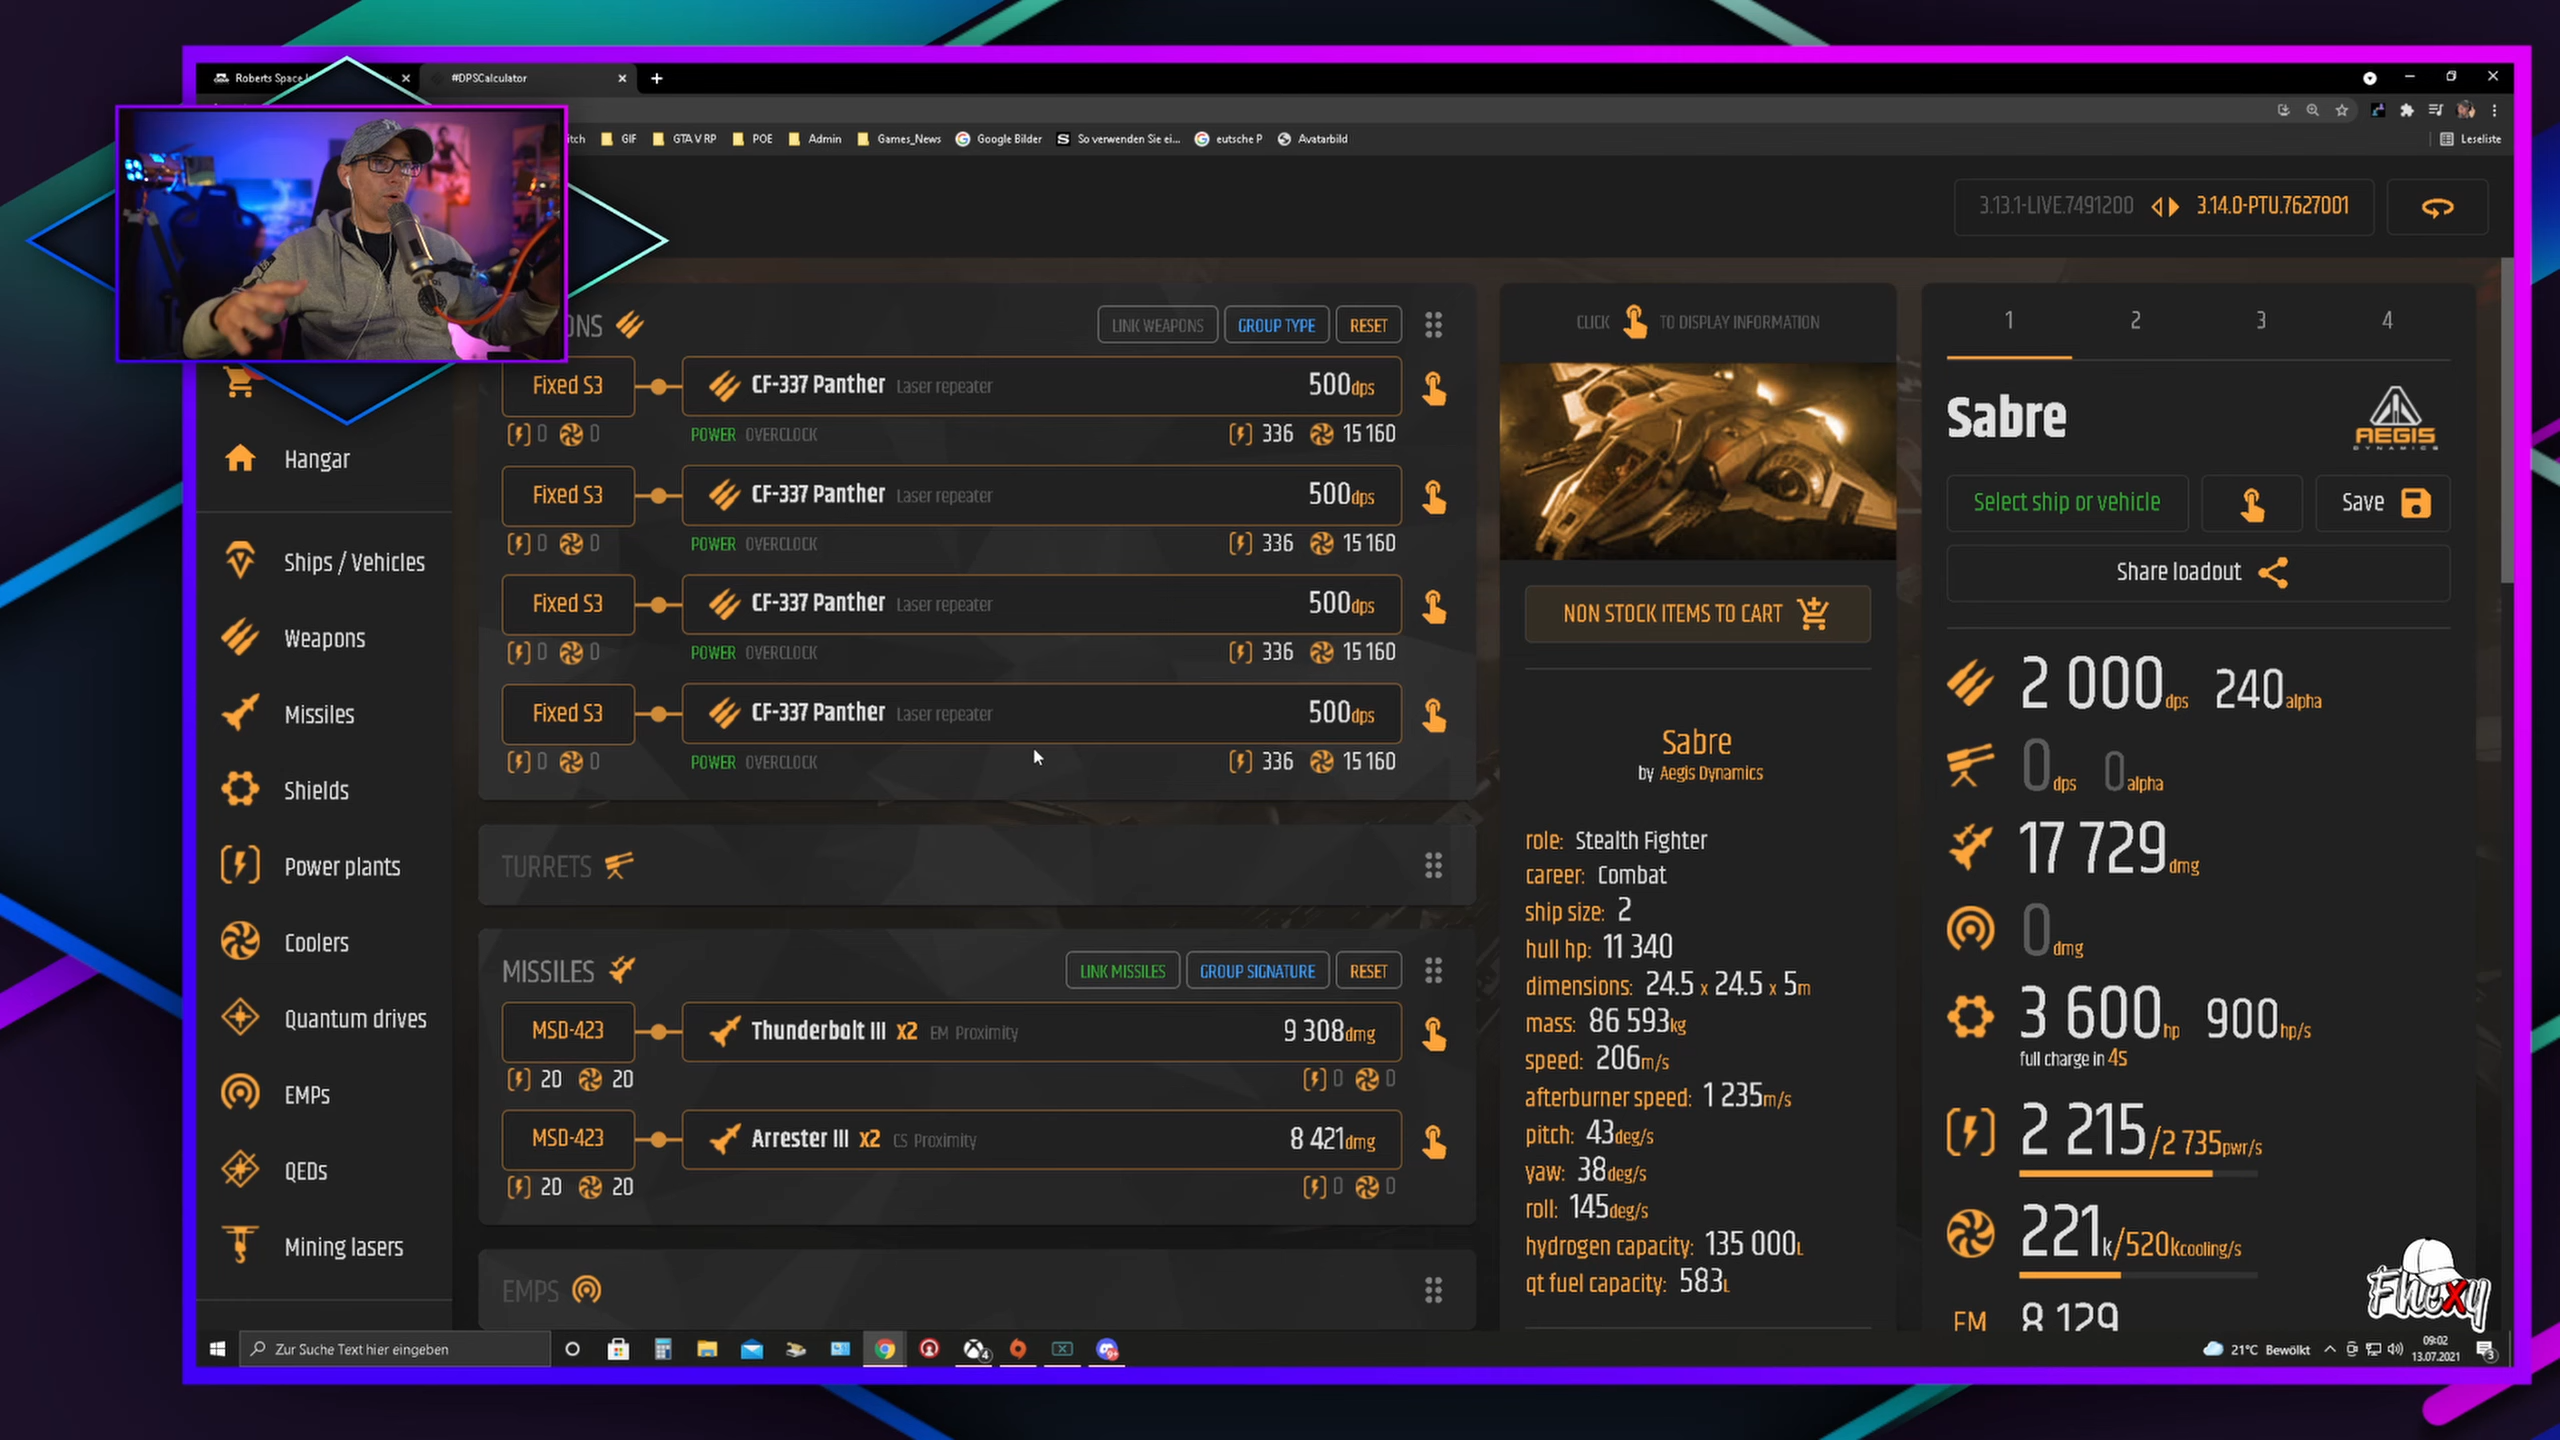 Roberts Space
#DPSCalculator
itch GIF GTA V RP POE Admin Games_News Google Bilder So verwenden Sie ei... eutsche P Avatarbild Leseliste
3.13.1-LIVE.7491200 3.14.0-PTU.7627001
Hangar
Ships / Vehicles
Weapons
Missiles
Shields
Power plants
Coolers
Quantum drives
EMPs
QEDs
Mining lasers
ONS LINK WEAPONS GROUP TYPE RESET
Fixed S3 CF-337 Panther Laser repeater 500dps
0 0 POWER OVERCLOCK 336 15 160
Fixed S3 CF-337 Panther Laser repeater 500dps
0 0 POWER OVERCLOCK 336 15 160
Fixed S3 CF-337 Panther Laser repeater 500dps
0 0 POWER OVERCLOCK 336 15 160
Fixed S3 CF-337 Panther Laser repeater 500dps
0 0 POWER OVERCLOCK 336 15 160
TURRETS
MISSILES LINK MISSILES GROUP SIGNATURE RESET
MSD-423 Thunderbolt III x2 EM Proximity 9 308dmg
20 20 0 0
MSD-423 Arrester III x2 CS Proximity 8 421dmg
20 20 0 0
EMPS
CLICK TO DISPLAY INFORMATION
NON STOCK ITEMS TO CART
Sabre
by Aegis Dynamics
role: Stealth Fighter
career: Combat
ship size: 2
hull hp: 11 340
dimensions: 24.5 x 24.5 x 5m
mass: 86 593kg
speed: 206m/s
afterburner speed: 1 235m/s
pitch: 43deg/s
yaw: 38deg/s
roll: 145deg/s
hydrogen capacity: 135 000L
qt fuel capacity: 583L
1 2 3 4
Sabre
AEGIS
DYNAMICS
Select ship or vehicle Save
Share loadout
2 000dps 240alpha
0dps 0alpha
17 729dmg
0dmg
3 600hp 900hp/s
full charge in 4s
2 215/2 735pwr/s
221k/520kcooling/s
EM 8 129
Fhexy
Zur Suche Text hier eingeben
21°C Bewölkt
09:02
13.07.2021